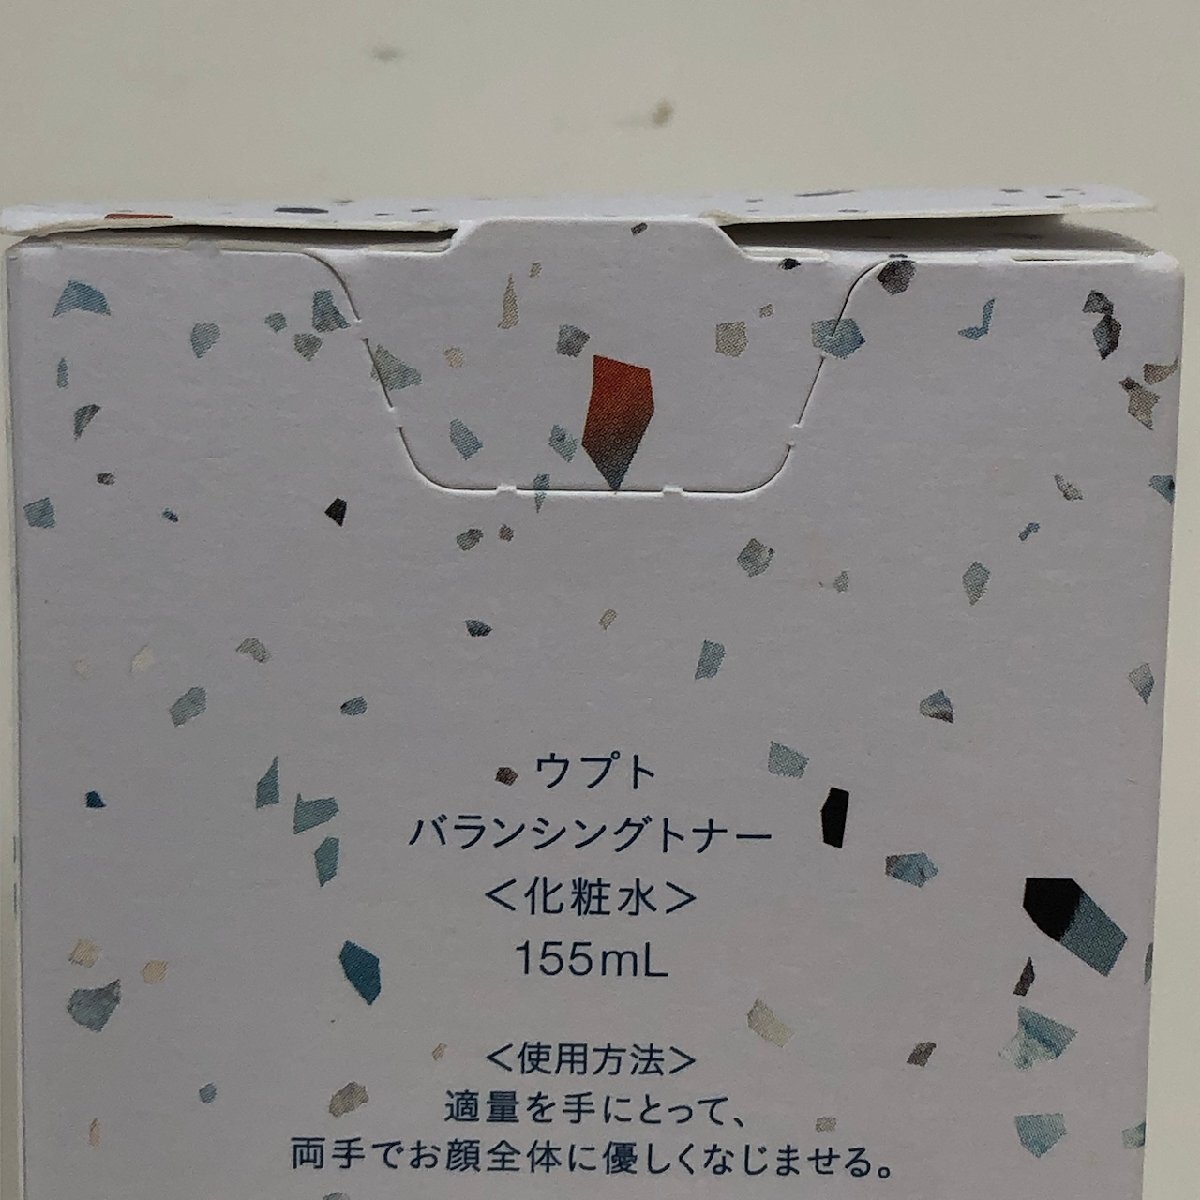 ウプト
バランシングトナー
<化粧水>
155mL
<使用方法>
適量を手にとって、
両手でお顔全体に優しくなじませる。